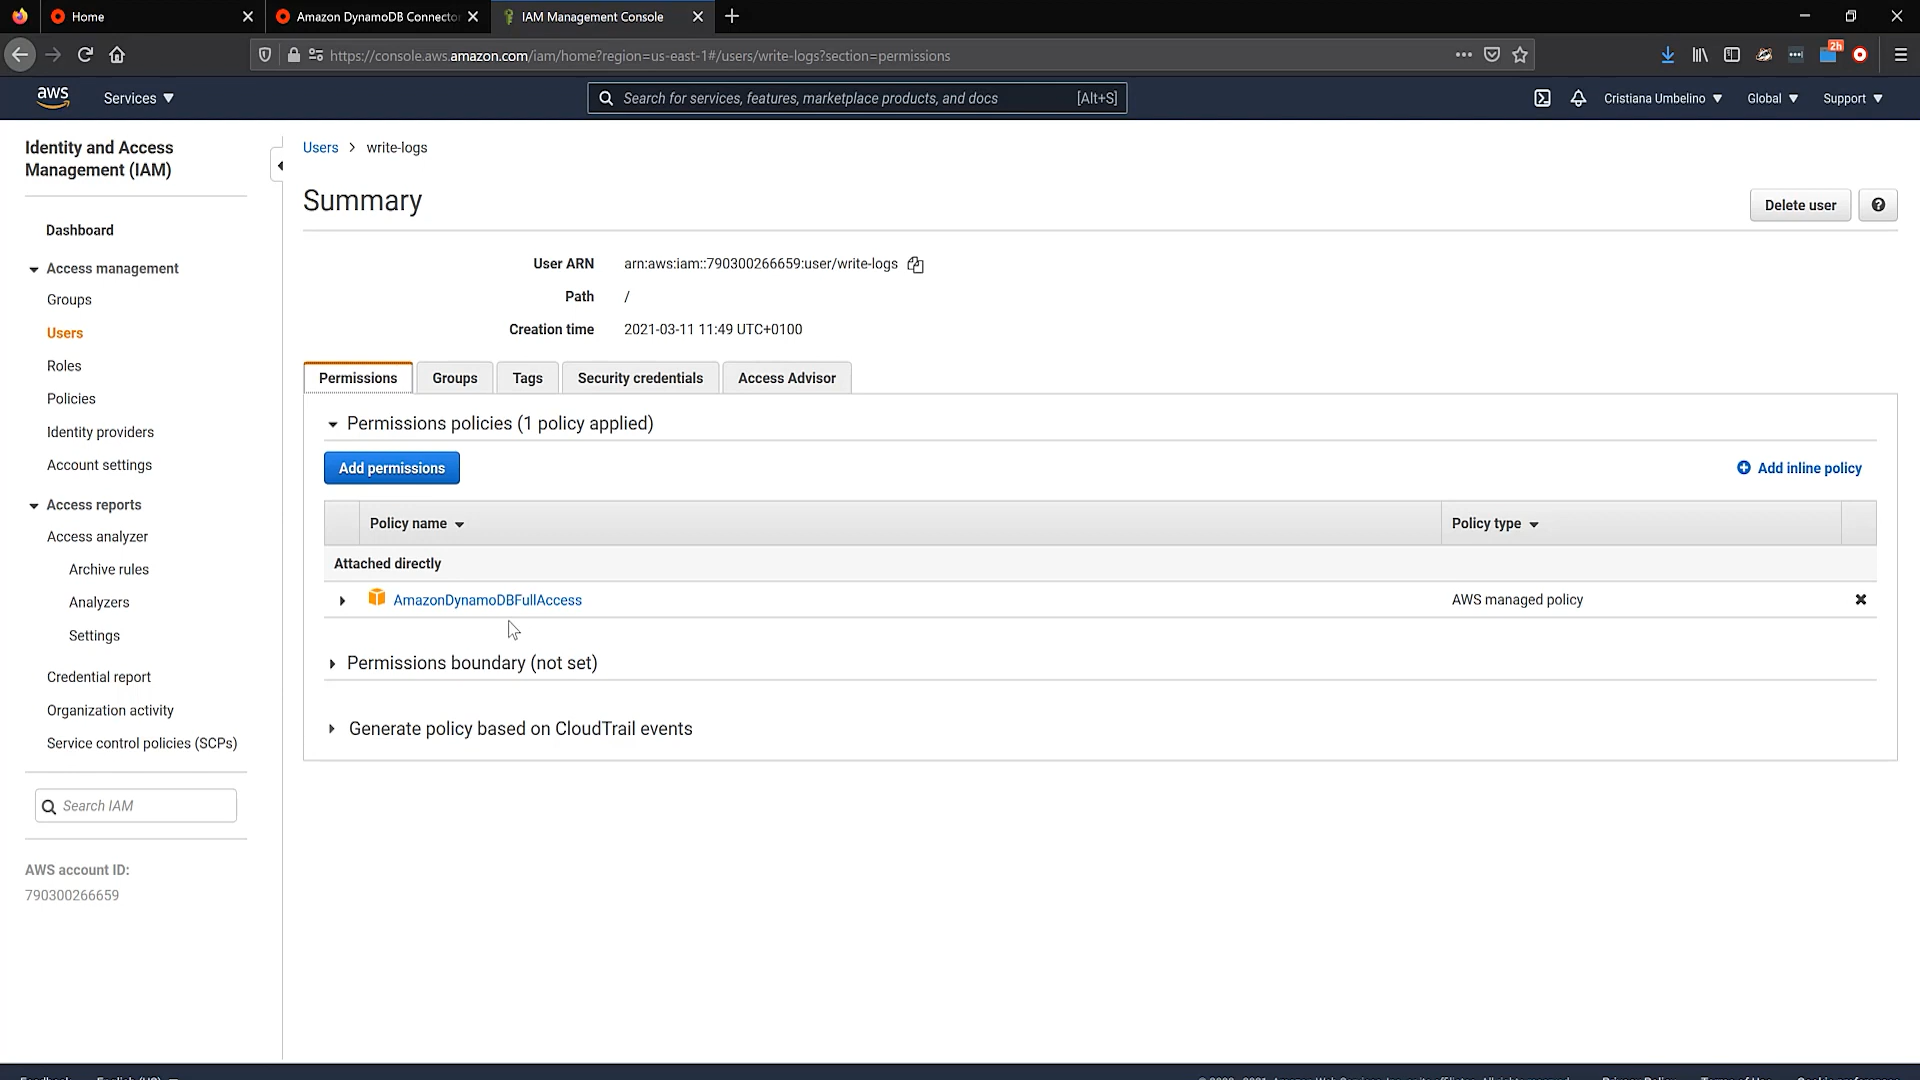 Home
Amazon DynamoDB Connector
IAM Management Console
https://console.aws.amazon.com/iam/home?region=us-east-1#/users/write-logs?section=permissions
2h
aws
Services
Search for services, features, marketplace products, and docs
[Alt+S]
Cristiana Umbelino
Global
Support
Identity and Access
Management (IAM)
Dashboard
Access management
Groups
Users
Roles
Policies
Identity providers
Account settings
Access reports
Access analyzer
Archive rules
Analyzers
Settings
Credential report
Organization activity
Service control policies (SCPs)
Search IAM
AWS account ID:
790300266659
Users > write-logs
Summary
Delete user
User ARN arn:aws:iam::790300266659:user/write-logs
Path /
Creation time 2021-03-11 11:49 UTC+0100
Permissions
Groups
Tags
Security credentials
Access Advisor
Permissions policies (1 policy applied)
Add permissions
Add inline policy
Policy name
Policy type
Attached directly
AmazonDynamoDBFullAccess
AWS managed policy
Permissions boundary (not set)
Generate policy based on CloudTrail events